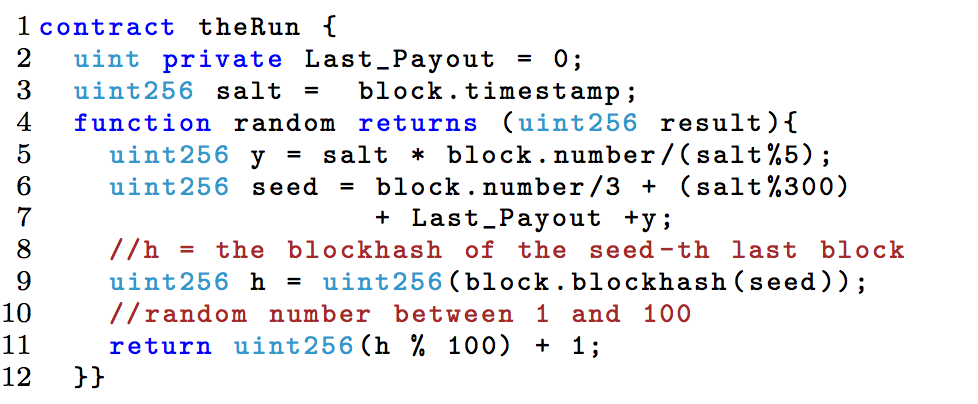 1 contract theRun {
2 uint private Last_Payout = 0;
3 uint256 salt = block.timestamp;
4 function random returns (uint256 result){
5 uint256 y = salt * block.number/(salt%5);
6 uint256 seed = block.number/3 + (salt%300)
7 + Last_Payout +y;
8 //h = the blockhash of the seed-th last block
9 uint256 h = uint256(block.blockhash(seed));
10 //random number between 1 and 100
11 return uint256(h % 100) + 1;
12 }}